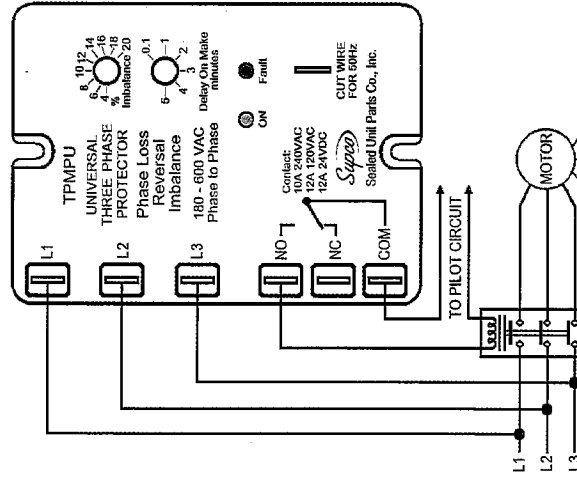 TPMPU
UNIVERSAL
THREE PHASE
PROTECTOR
Phase Loss
Reversal
Imbalance
180 - 600 VAC
Phase to Phase
10 12
8 14
6 16
4 18
% 20
Imbalance
0.1
1
2
3
4
5
Delay On Make
minutes
ON
Fault
CUT WIRE
FOR 50Hz
Contact:
10A 240VAC
12A 120VAC
12A 24VDC
Supco
Sealed Unit Parts Co., Inc.
L1
L2
L3
NO
NC
COM
TO PILOT CIRCUIT
MOTOR
L1
L2
L3